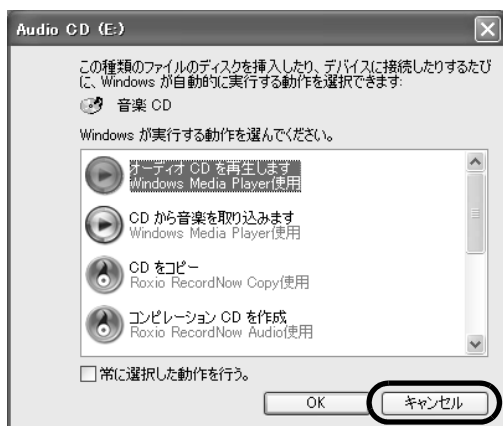 Audio CD (E:)
この種類のファイルのディスクを挿入したり、デバイスに接続したりするたび
に、Windows が自動的に実行する動作を選択できます:
音楽 CD
Windows が実行する動作を選んでください。
オーディオ CD を再生します
Windows Media Player使用
CD から音楽を取り込みます
Windows Media Player使用
CD をコピー
Roxio RecordNow Copy使用
コンピレーション CD を作成
Roxio RecordNow Audio使用
常に選択した動作を行う。
OK
キャンセル